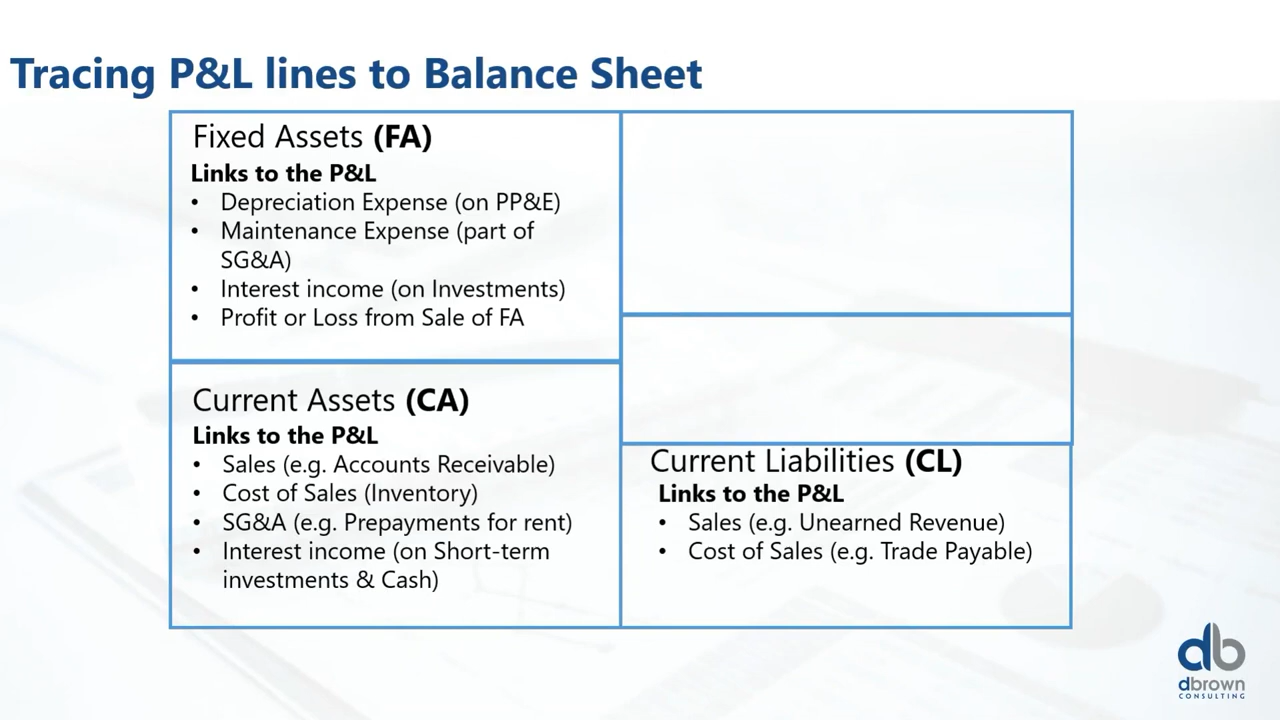 Tracing P&L lines to Balance Sheet
Fixed Assets (FA)
Links to the P&L
• Depreciation Expense (on PP&E)
• Maintenance Expense (part of
SG&A)
• Interest income (on Investments)
• Profit or Loss from Sale of FA
Current Assets (CA)
Links to the P&L
• Sales (e.g. Accounts Receivable)
• Cost of Sales (Inventory)
• SG&A (e.g. Prepayments for rent)
• Interest income (on Short-term
investments & Cash)
Current Liabilities (CL)
Links to the P&L
• Sales (e.g. Unearned Revenue)
• Cost of Sales (e.g. Trade Payable)
db
dbrown
CONSULTING